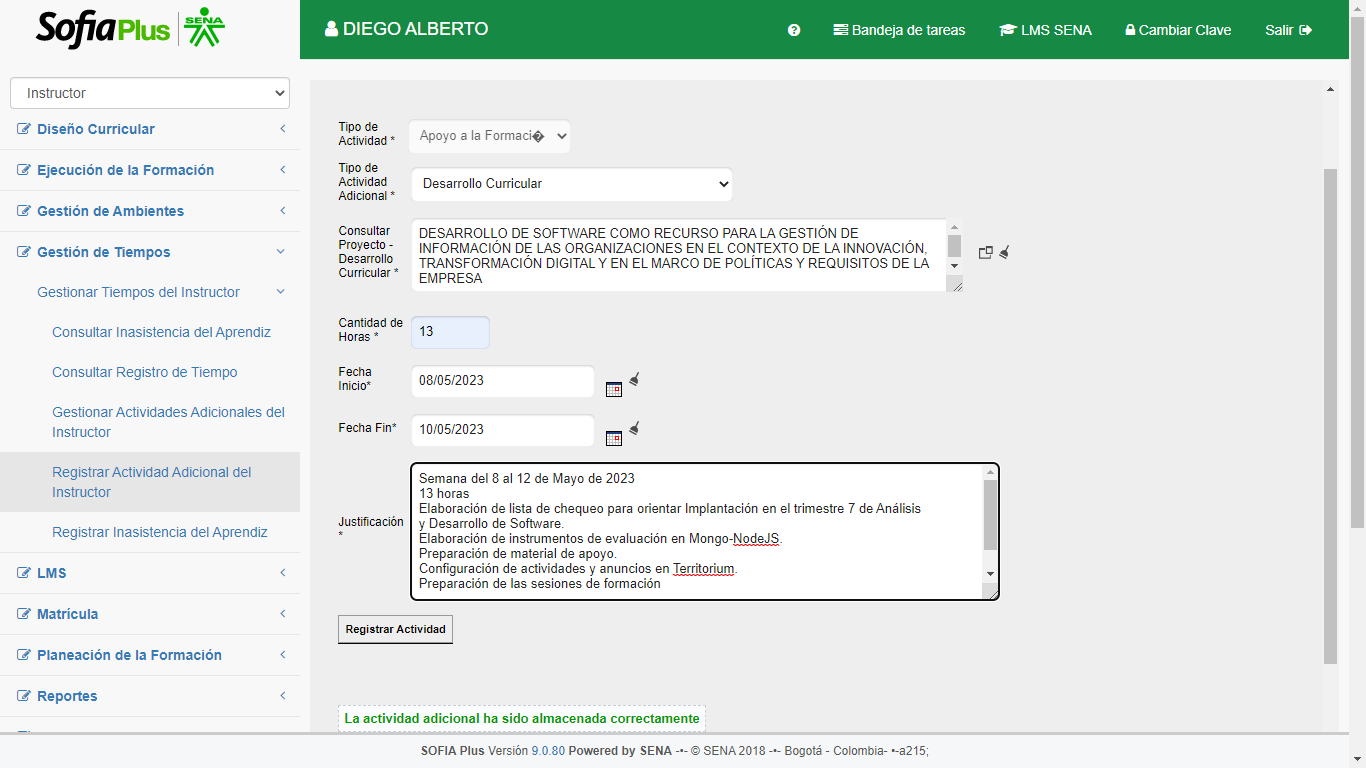 Sofia Plus
SENA
DIEGO ALBERTO
Bandeja de tareas
LMS SENA
Cambiar Clave
Salir
Instructor
Diseño Curricular
Ejecución de la Formación
Gestión de Ambientes
Gestión de Tiempos
Gestionar Tiempos del Instructor
Consultar Inasistencia del Aprendiz
Consultar Registro de Tiempo
Gestionar Actividades Adicionales del
Instructor
Registrar Actividad Adicional del
Instructor
Registrar Inasistencia del Aprendiz
LMS
Matrícula
Planeación de la Formación
Reportes
Tipo de
Actividad *
Apoyo a la Formaci�
Tipo de
Actividad
Adicional *
Desarrollo Curricular
Consultar
Proyecto -
Desarrollo
Curricular *
DESARROLLO DE SOFTWARE COMO RECURSO PARA LA GESTIÓN DE
INFORMACIÓN DE LAS ORGANIZACIONES EN EL CONTEXTO DE LA INNOVACIÓN,
TRANSFORMACIÓN DIGITAL Y EN EL MARCO DE POLÍTICAS Y REQUISITOS DE LA
EMPRESA
Cantidad de
Horas *
13
Fecha
Inicio*
08/05/2023
Fecha Fin*
10/05/2023
Justificación
*
Semana del 8 al 12 de Mayo de 2023
13 horas
Elaboración de lista de chequeo para orientar Implantación en el trimestre 7 de Análisis
y Desarrollo de Software.
Elaboración de instrumentos de evaluación en Mongo-NodeJS.
Preparación de material de apoyo.
Configuración de actividades y anuncios en Territorium.
Preparación de las sesiones de formación
Registrar Actividad
La actividad adicional ha sido almacenada correctamente
SOFIA Plus Versión 9.0.80 Powered by SENA -•- © SENA 2018 -•- Bogotá - Colombia- •-a215;